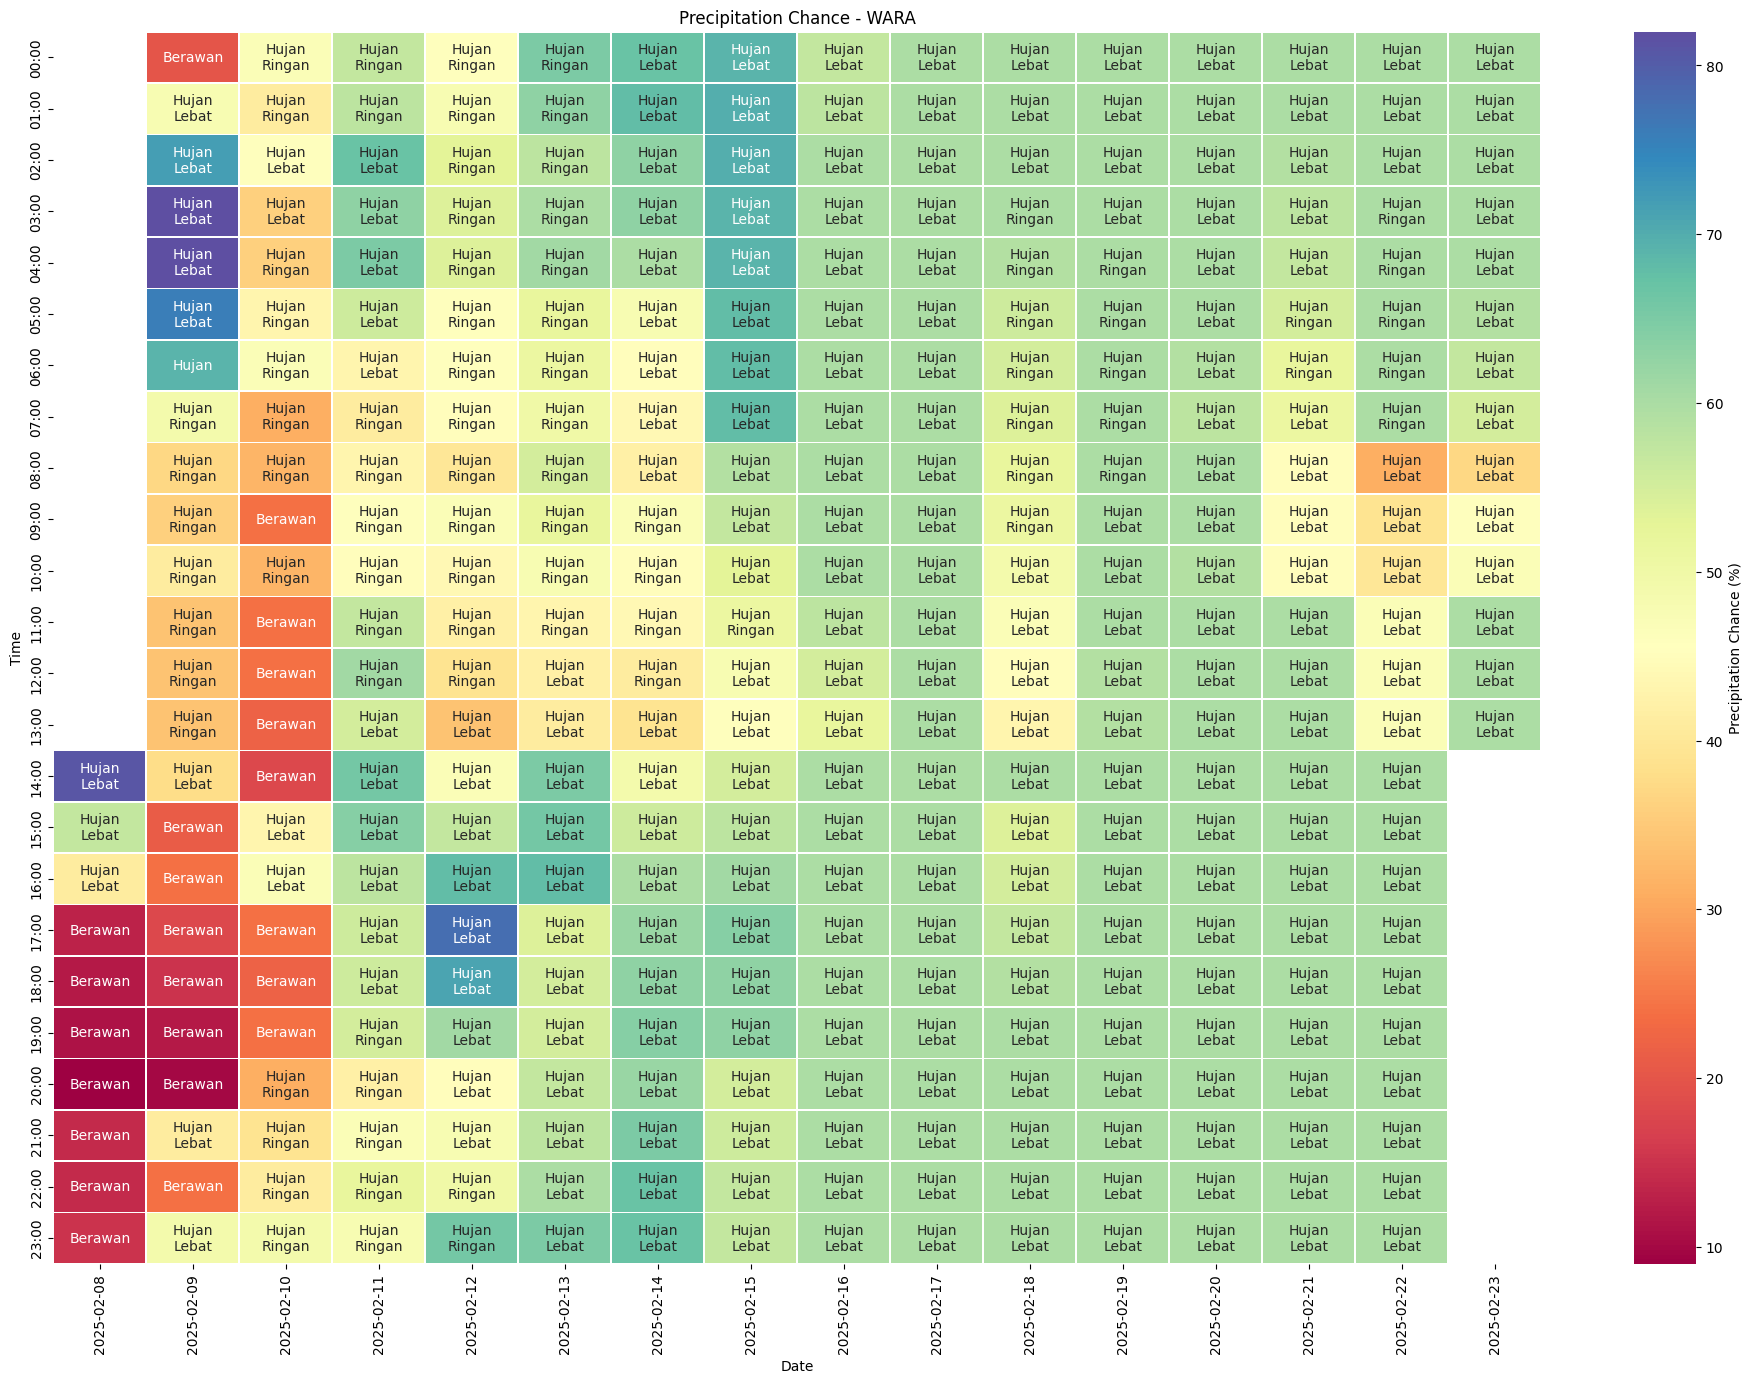 Precipitation Chance - WARA
00:00 Berawan Hujan Ringan Hujan Ringan Hujan Ringan Hujan Ringan Hujan Lebat Hujan Lebat Hujan Lebat Hujan Lebat Hujan Lebat Hujan Lebat Hujan Lebat Hujan Lebat Hujan Lebat Hujan Lebat
01:00 Hujan Lebat Hujan Ringan Hujan Ringan Hujan Ringan Hujan Ringan Hujan Lebat Hujan Lebat Hujan Lebat Hujan Lebat Hujan Lebat Hujan Lebat Hujan Lebat Hujan Lebat Hujan Lebat Hujan Lebat
02:00 Hujan Lebat Hujan Lebat Hujan Lebat Hujan Ringan Hujan Ringan Hujan Lebat Hujan Lebat Hujan Lebat Hujan Lebat Hujan Lebat Hujan Lebat Hujan Lebat Hujan Lebat Hujan Lebat Hujan Lebat
03:00 Hujan Lebat Hujan Lebat Hujan Lebat Hujan Ringan Hujan Ringan Hujan Lebat Hujan Lebat Hujan Lebat Hujan Lebat Hujan Ringan Hujan Lebat Hujan Lebat Hujan Lebat Hujan Ringan Hujan Lebat
04:00 Hujan Lebat Hujan Ringan Hujan Lebat Hujan Ringan Hujan Ringan Hujan Lebat Hujan Lebat Hujan Lebat Hujan Lebat Hujan Ringan Hujan Ringan Hujan Lebat Hujan Lebat Hujan Ringan Hujan Lebat
05:00 Hujan Lebat Hujan Ringan Hujan Lebat Hujan Ringan Hujan Ringan Hujan Lebat Hujan Lebat Hujan Lebat Hujan Lebat Hujan Ringan Hujan Ringan Hujan Lebat Hujan Ringan Hujan Ringan Hujan Lebat
06:00 Hujan Hujan Ringan Hujan Lebat Hujan Ringan Hujan Ringan Hujan Lebat Hujan Lebat Hujan Lebat Hujan Lebat Hujan Ringan Hujan Ringan Hujan Lebat Hujan Ringan Hujan Ringan Hujan Lebat
07:00 Hujan Ringan Hujan Ringan Hujan Ringan Hujan Ringan Hujan Ringan Hujan Lebat Hujan Lebat Hujan Lebat Hujan Lebat Hujan Ringan Hujan Ringan Hujan Lebat Hujan Lebat Hujan Ringan Hujan Lebat
08:00 Hujan Ringan Hujan Ringan Hujan Ringan Hujan Ringan Hujan Ringan Hujan Lebat Hujan Lebat Hujan Lebat Hujan Lebat Hujan Ringan Hujan Ringan Hujan Lebat Hujan Lebat Hujan Lebat Hujan Lebat
09:00 Hujan Ringan Berawan Hujan Ringan Hujan Ringan Hujan Ringan Hujan Ringan Hujan Lebat Hujan Lebat Hujan Lebat Hujan Ringan Hujan Lebat Hujan Lebat Hujan Lebat Hujan Lebat Hujan Lebat
10:00 Hujan Ringan Hujan Ringan Hujan Ringan Hujan Ringan Hujan Ringan Hujan Ringan Hujan Lebat Hujan Lebat Hujan Lebat Hujan Lebat Hujan Lebat Hujan Lebat Hujan Lebat Hujan Lebat Hujan Lebat
11:00 Hujan Ringan Berawan Hujan Ringan Hujan Ringan Hujan Ringan Hujan Ringan Hujan Ringan Hujan Lebat Hujan Lebat Hujan Lebat Hujan Lebat Hujan Lebat Hujan Lebat Hujan Lebat Hujan Lebat
12:00 Hujan Ringan Berawan Hujan Ringan Hujan Ringan Hujan Lebat Hujan Ringan Hujan Lebat Hujan Lebat Hujan Lebat Hujan Lebat Hujan Lebat Hujan Lebat Hujan Lebat Hujan Lebat Hujan Lebat
13:00 Hujan Ringan Berawan Hujan Lebat Hujan Lebat Hujan Lebat Hujan Lebat Hujan Lebat Hujan Lebat Hujan Lebat Hujan Lebat Hujan Lebat Hujan Lebat Hujan Lebat Hujan Lebat Hujan Lebat
14:00 Hujan Lebat Hujan Lebat Berawan Hujan Lebat Hujan Lebat Hujan Lebat Hujan Lebat Hujan Lebat Hujan Lebat Hujan Lebat Hujan Lebat Hujan Lebat Hujan Lebat Hujan Lebat Hujan Lebat
15:00 Hujan Lebat Berawan Hujan Lebat Hujan Lebat Hujan Lebat Hujan Lebat Hujan Lebat Hujan Lebat Hujan Lebat Hujan Lebat Hujan Lebat Hujan Lebat Hujan Lebat Hujan Lebat Hujan Lebat
16:00 Hujan Lebat Berawan Hujan Lebat Hujan Lebat Hujan Lebat Hujan Lebat Hujan Lebat Hujan Lebat Hujan Lebat Hujan Lebat Hujan Lebat Hujan Lebat Hujan Lebat Hujan Lebat Hujan Lebat
17:00 Berawan Berawan Berawan Hujan Lebat Hujan Lebat Hujan Lebat Hujan Lebat Hujan Lebat Hujan Lebat Hujan Lebat Hujan Lebat Hujan Lebat Hujan Lebat Hujan Lebat Hujan Lebat
18:00 Berawan Berawan Berawan Hujan Lebat Hujan Lebat Hujan Lebat Hujan Lebat Hujan Lebat Hujan Lebat Hujan Lebat Hujan Lebat Hujan Lebat Hujan Lebat Hujan Lebat Hujan Lebat
19:00 Berawan Berawan Berawan Hujan Ringan Hujan Lebat Hujan Lebat Hujan Lebat Hujan Lebat Hujan Lebat Hujan Lebat Hujan Lebat Hujan Lebat Hujan Lebat Hujan Lebat Hujan Lebat
20:00 Berawan Berawan Hujan Ringan Hujan Ringan Hujan Lebat Hujan Lebat Hujan Lebat Hujan Lebat Hujan Lebat Hujan Lebat Hujan Lebat Hujan Lebat Hujan Lebat Hujan Lebat Hujan Lebat
21:00 Berawan Hujan Lebat Hujan Ringan Hujan Ringan Hujan Lebat Hujan Lebat Hujan Lebat Hujan Lebat Hujan Lebat Hujan Lebat Hujan Lebat Hujan Lebat Hujan Lebat Hujan Lebat Hujan Lebat
22:00 Berawan Berawan Hujan Ringan Hujan Ringan Hujan Ringan Hujan Lebat Hujan Lebat Hujan Lebat Hujan Lebat Hujan Lebat Hujan Lebat Hujan Lebat Hujan Lebat Hujan Lebat Hujan Lebat
23:00 Berawan Hujan Lebat Hujan Ringan Hujan Ringan Hujan Ringan Hujan Lebat Hujan Lebat Hujan Lebat Hujan Lebat Hujan Lebat Hujan Lebat Hujan Lebat Hujan Lebat Hujan Lebat Hujan Lebat
Time
2025-02-08 2025-02-09 2025-02-10 2025-02-11 2025-02-12 2025-02-13 2025-02-14 2025-02-15 2025-02-16 2025-02-17 2025-02-18 2025-02-19 2025-02-20 2025-02-21 2025-02-22 2025-02-23
Date
80
70
60
50
40
30
20
10
Precipitation Chance (%)